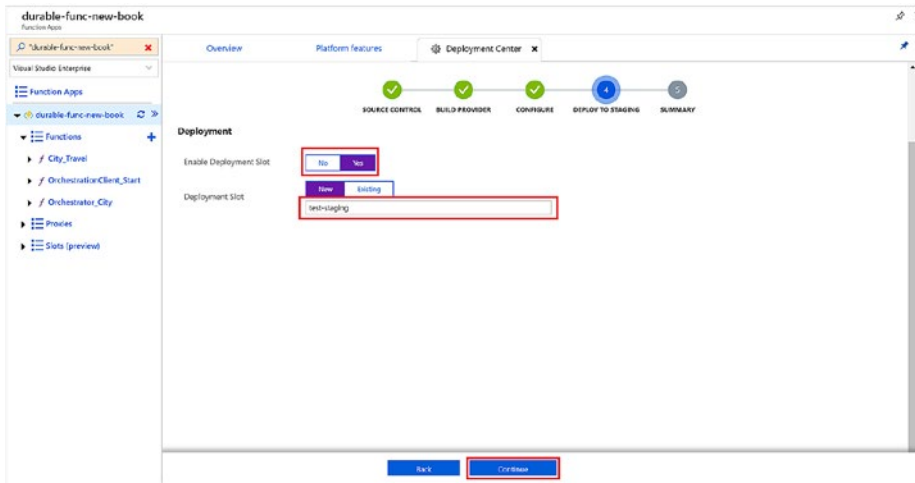 durable-func-new-book
Function Apps
"durable-func-new-book"
Visual Studio Enterprise
Function Apps
durable-func-new-book
Functions
City_Travel
OrchestrationClient_Start
Orchestrator_City
Proxies
Slots (preview)
Overview
Platform features
Deployment Center
4
5
SOURCE CONTROL
BUILD PROVIDER
CONFIGURE
DEPLOY TO STAGING
SUMMARY
Deployment
Enable Deployment Slot
No
Yes
Deployment Slot
New
Existing
test-staging
Back
Continue